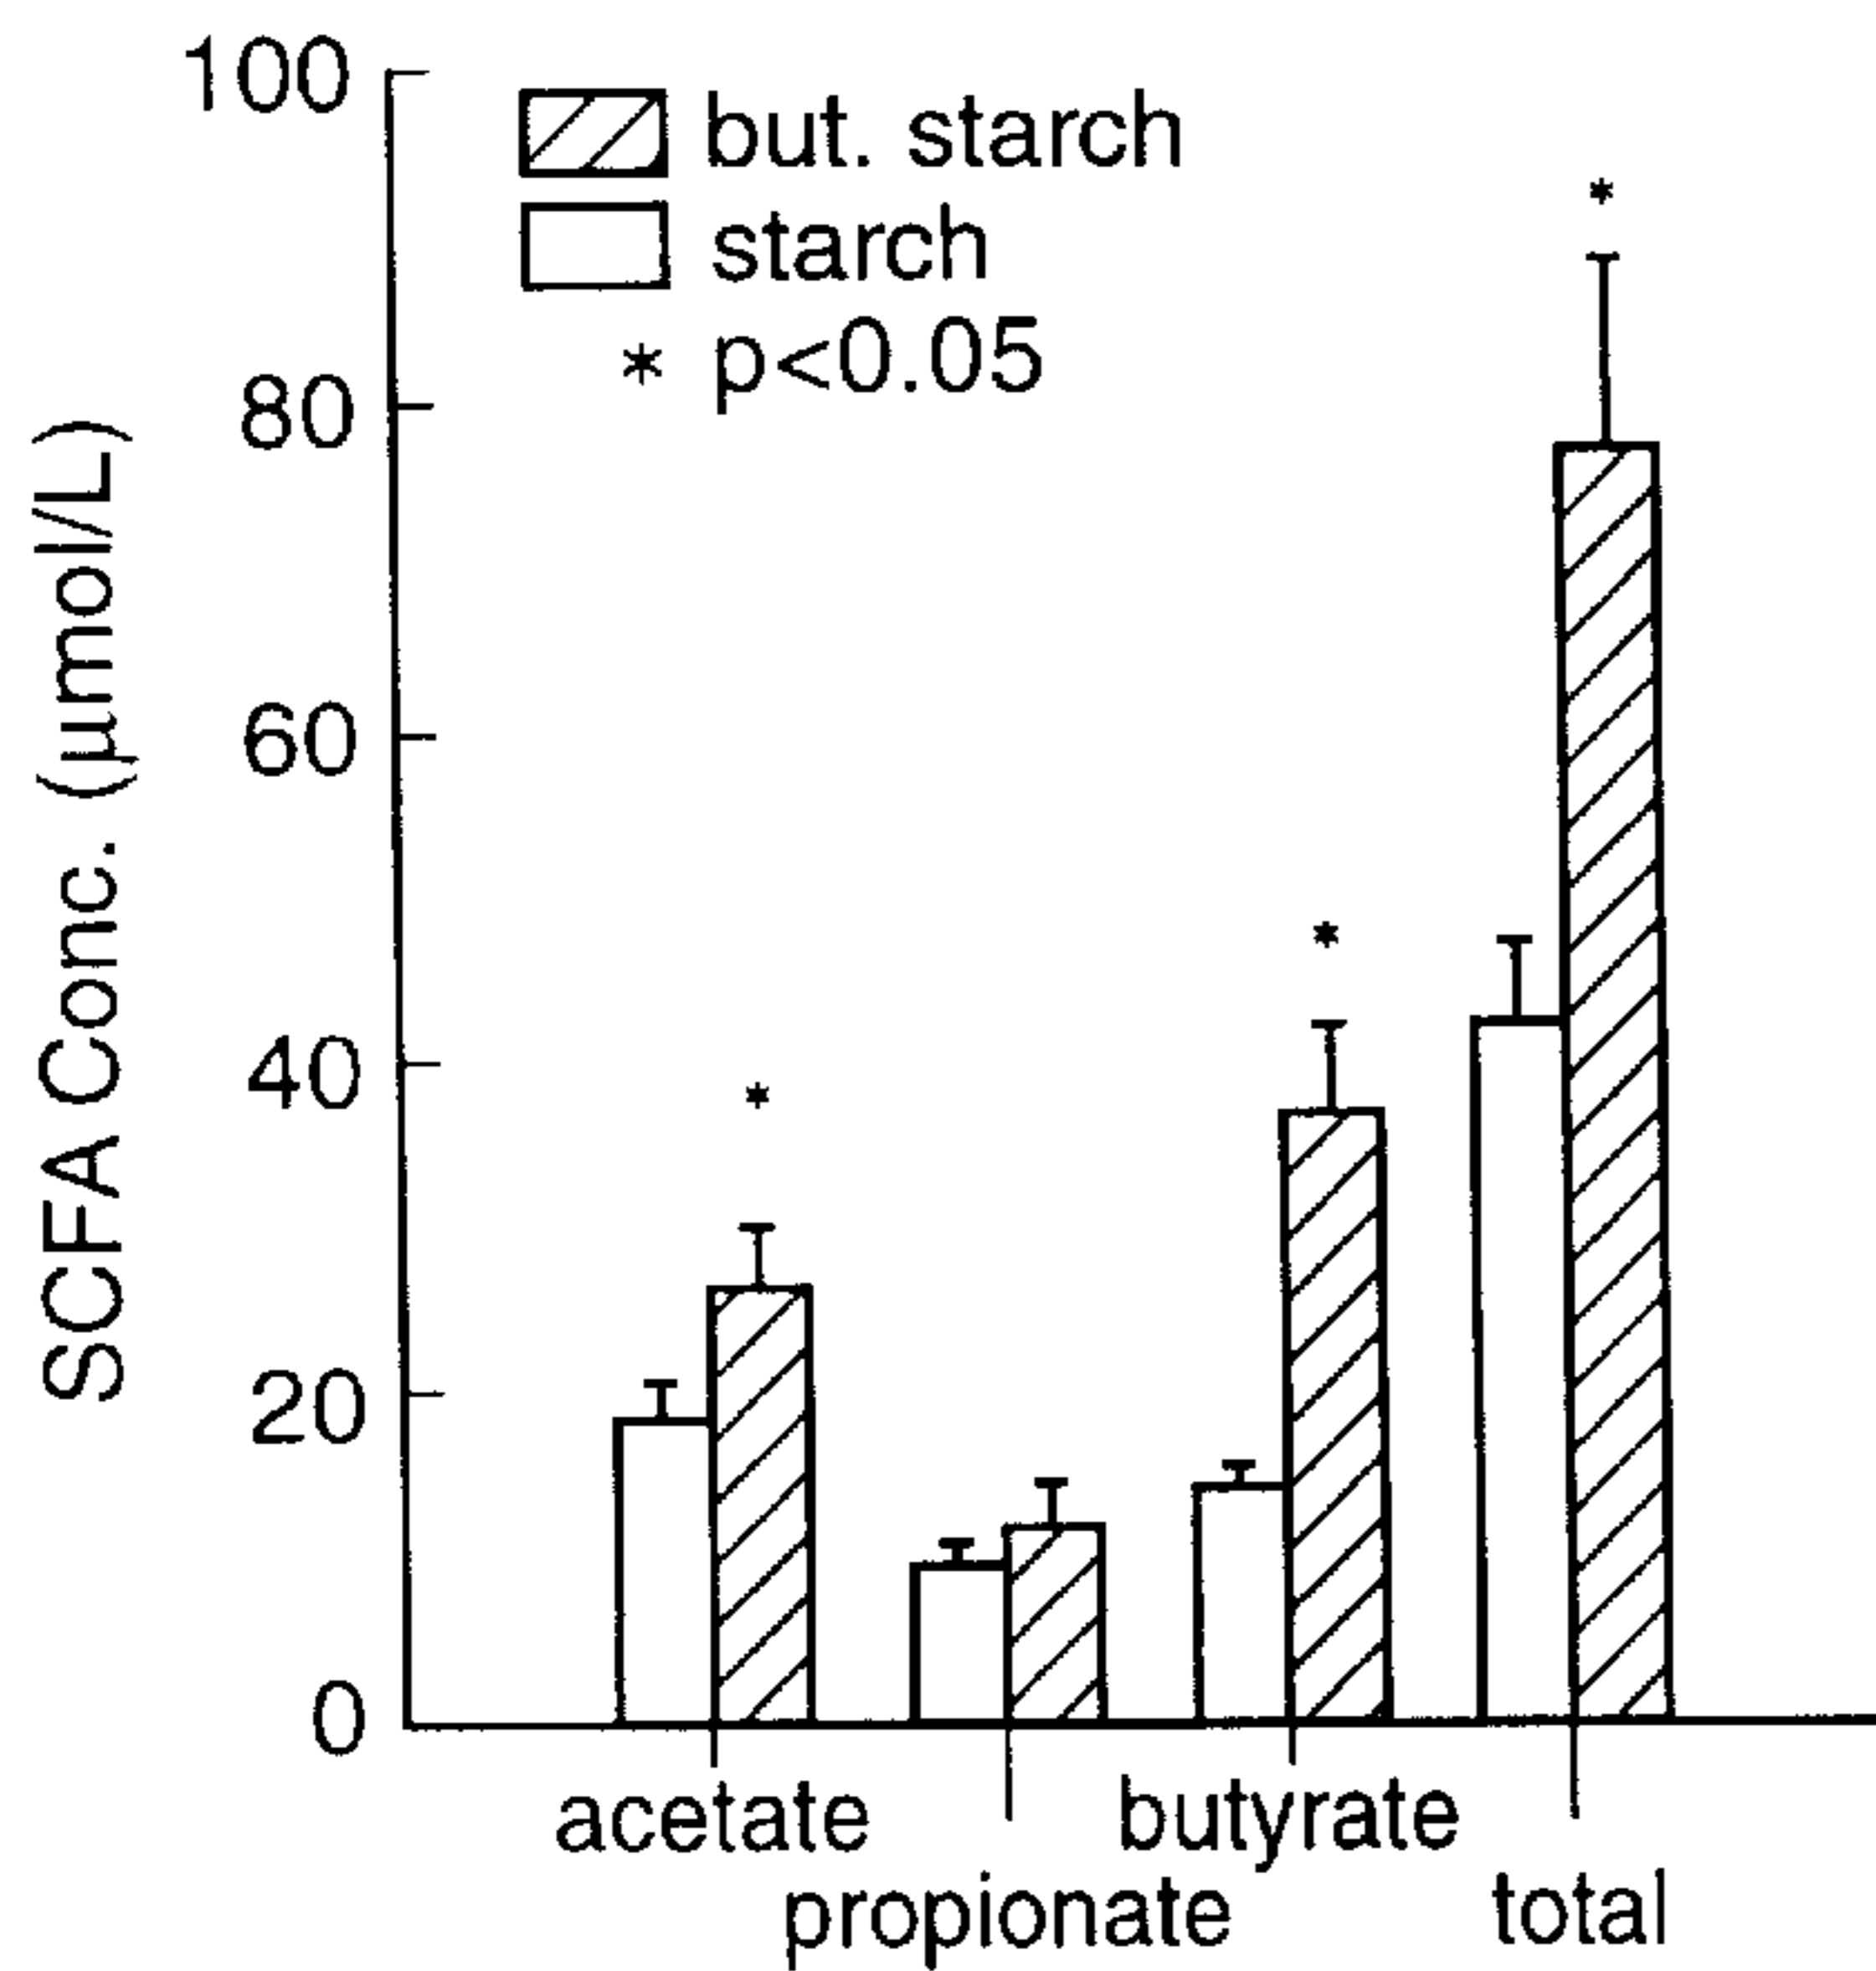 100
but. starch
starch
* p<0.05
80
60
40
20
0
SCFA Conc. (µmol/L)
*
*
*
acetate
butyrate
propionate
total